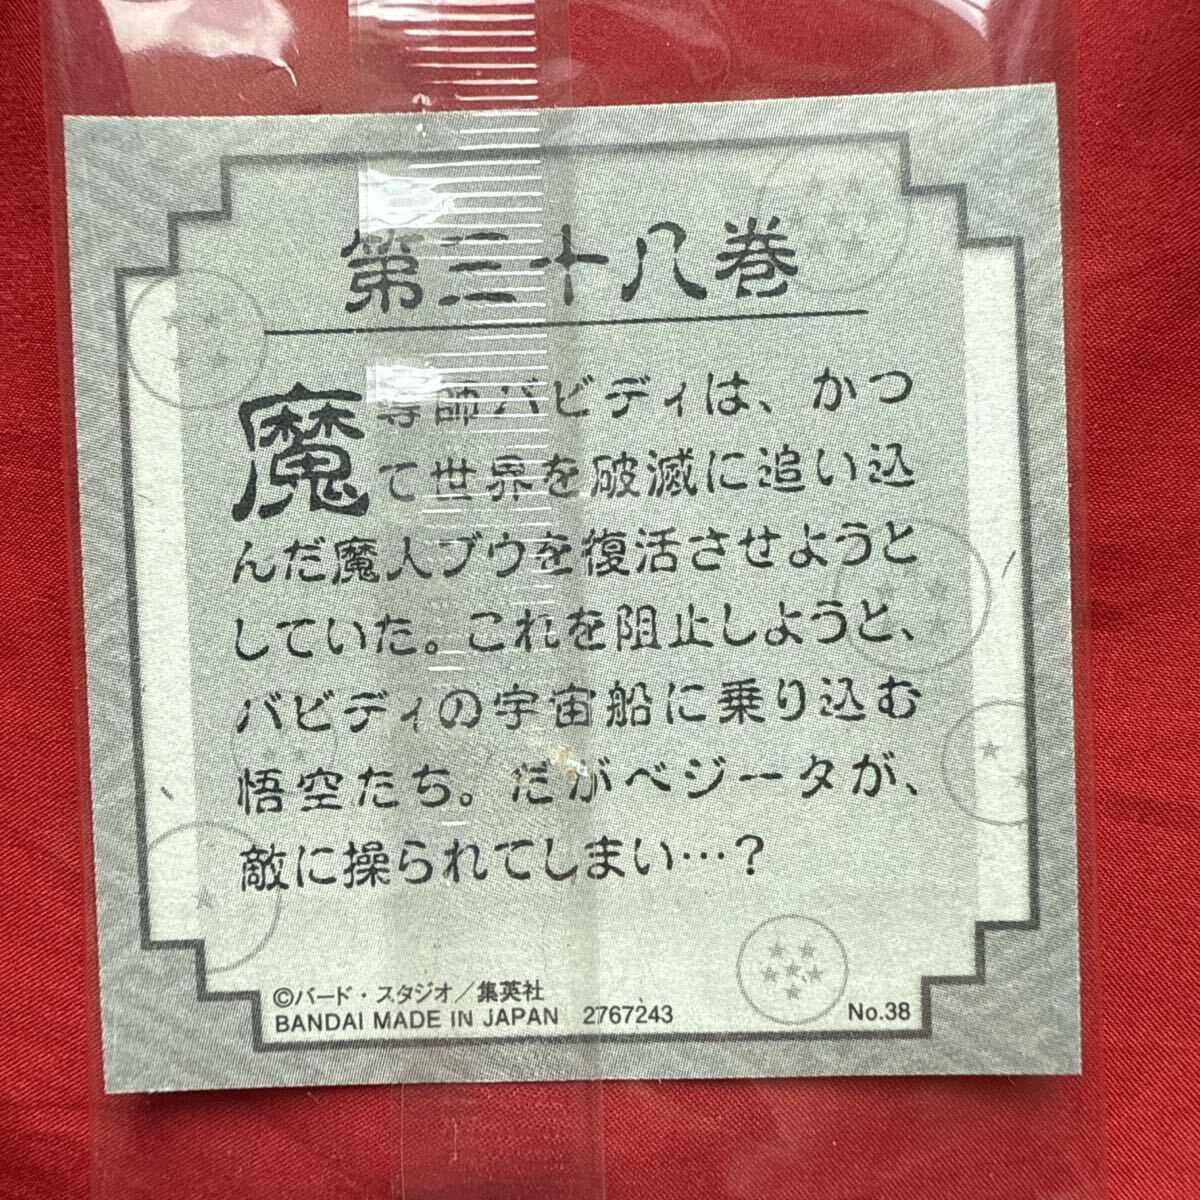 第三十八巻
魔導師バビディは、かつ
て世界を破滅に追い込
んだ魔人ブウを復活させようと
していた。これを阻止しようと、
バビディの宇宙船に乗り込む
悟空たち。だがベジータが、
敵に操られてしまい…？
©バード・スタジオ／集英社
BANDAI MADE IN JAPAN 2767243
No.38